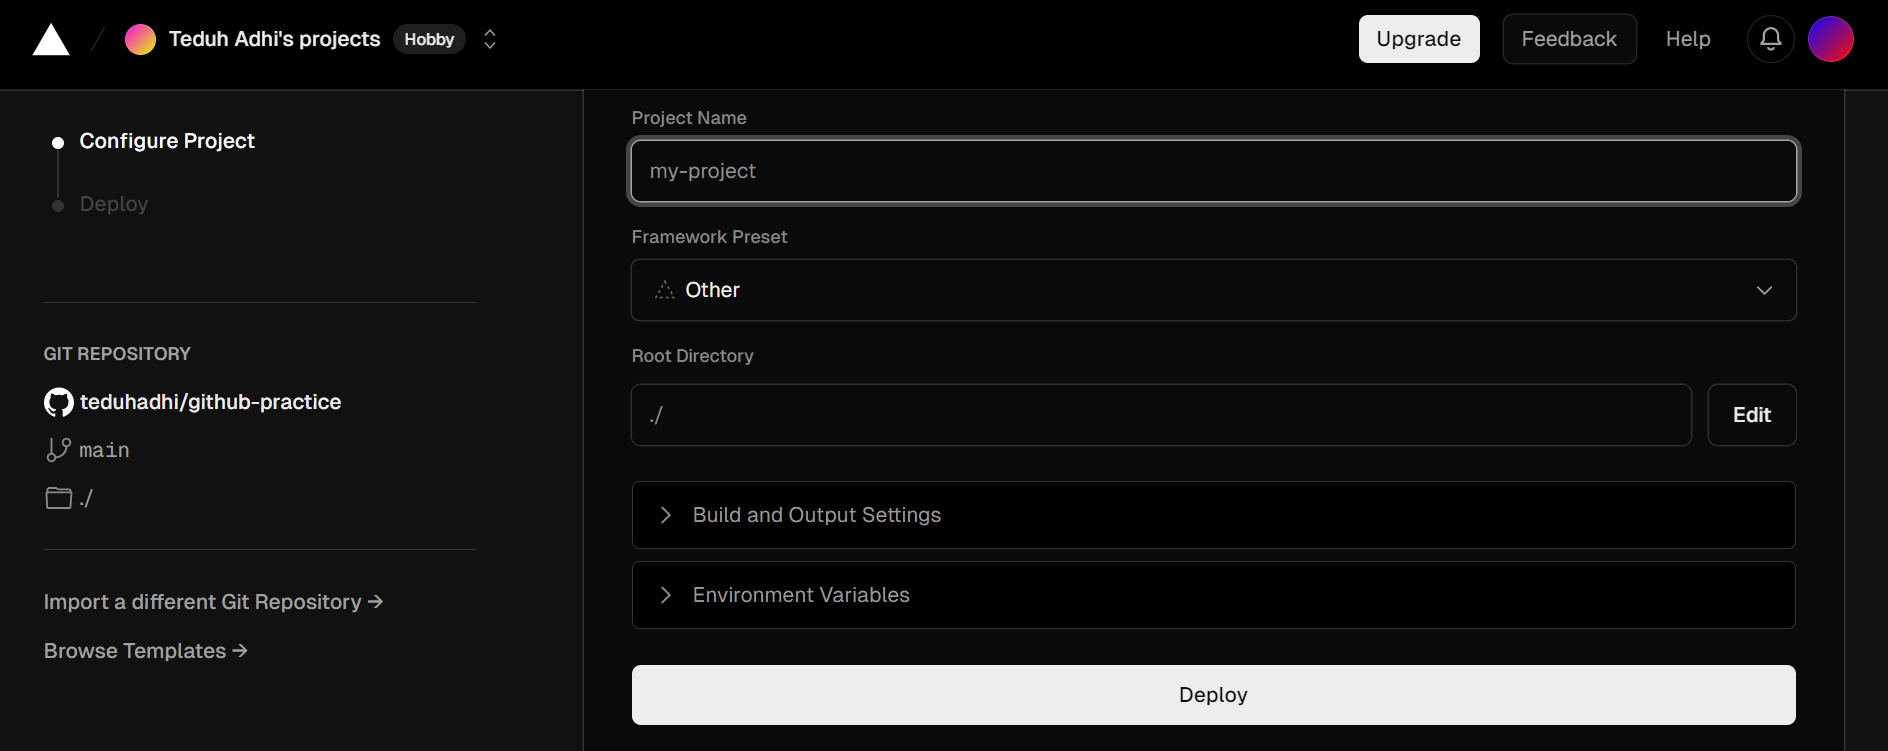 Teduh Adhi's projects Hobby
Upgrade Feedback Help
Configure Project
Deploy
GIT REPOSITORY
teduhadhi/github-practice
main
./
Import a different Git Repository →
Browse Templates →
Project Name
my-project
Framework Preset
Other
Root Directory
./ Edit
Build and Output Settings
Environment Variables
Deploy